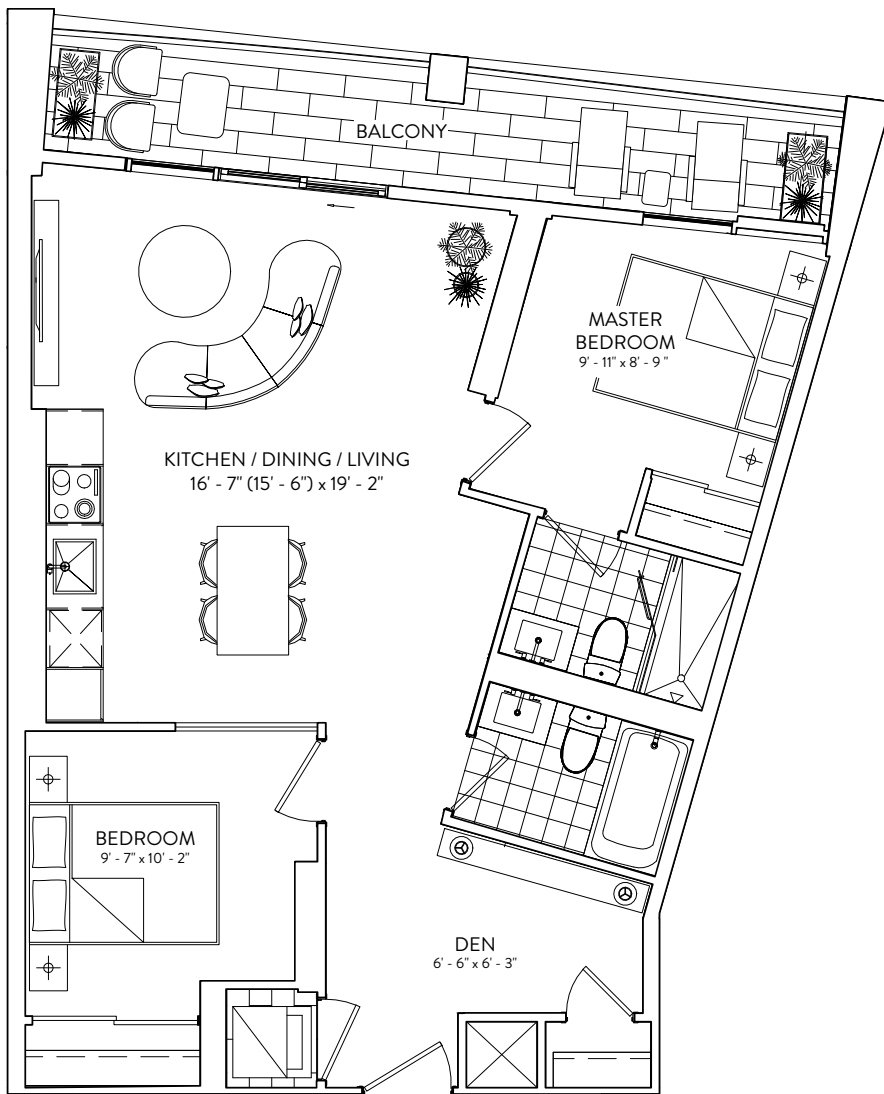 BALCONY
MASTER
BEDROOM
9' - 11" x 8' - 9 "
KITCHEN / DINING / LIVING
16' - 7" (15' - 6") x 19' - 2"
BEDROOM
9' - 7" x 10' - 2"
DEN
6' - 6" x 6' - 3"